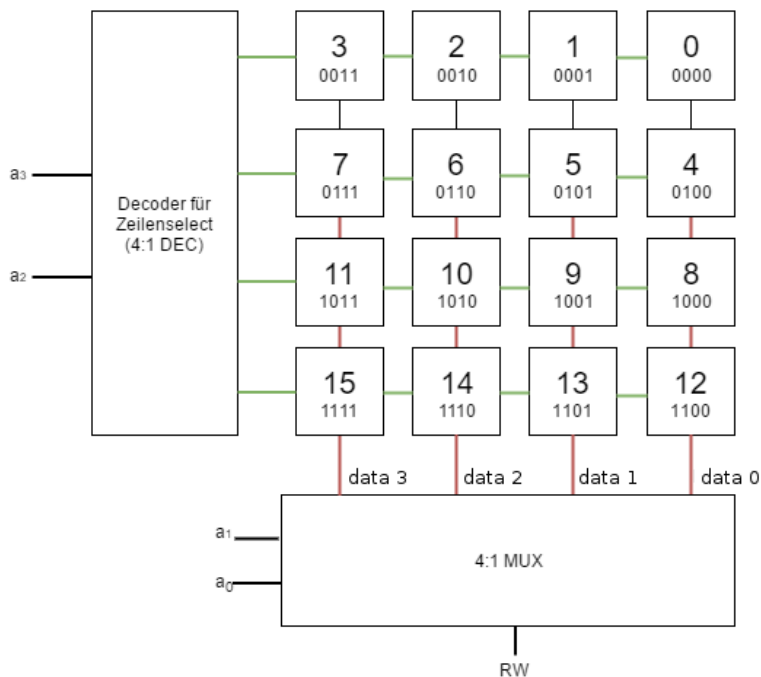 3
0011
2
0010
1
0001
0
0000
a3
a2
Decoder für
Zeilenselect
(4:1 DEC)
7
0111
6
0110
5
0101
4
0100
11
1011
10
1010
9
1001
8
1000
15
1111
14
1110
13
1101
12
1100
data 3
data 2
data 1
data 0
a1
a0
4:1 MUX
RW